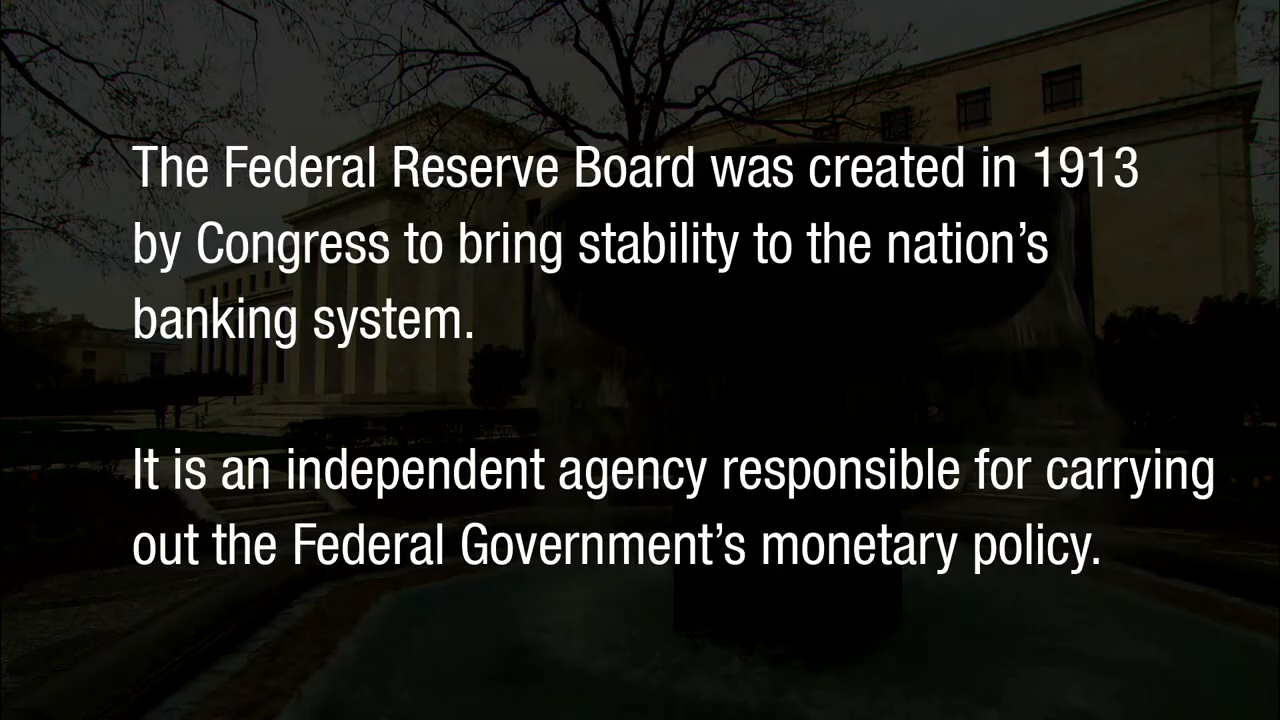 The Federal Reserve Board was created in 1913
by Congress to bring stability to the nation’s
banking system.
It is an independent agency responsible for carrying
out the Federal Government’s monetary policy.